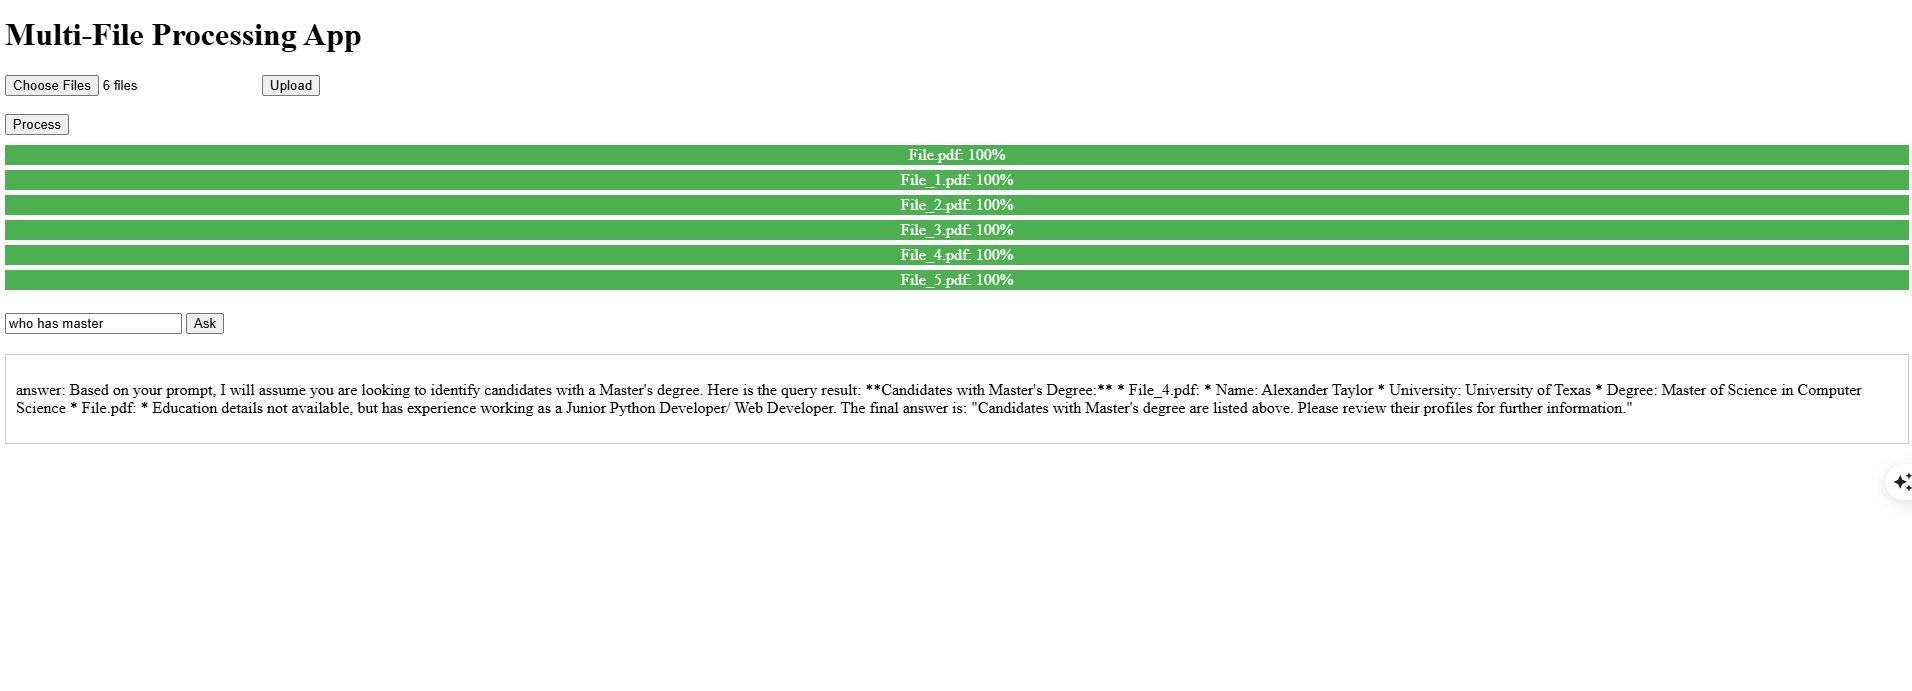 Multi-File Processing App
Choose Files 6 files Upload
Process
File.pdf: 100%
File_1.pdf: 100%
File_2.pdf: 100%
File_3.pdf: 100%
File_4.pdf: 100%
File_5.pdf: 100%
who has master Ask
answer: Based on your prompt, I will assume you are looking to identify candidates with a Master's degree. Here is the query result: **Candidates with Master's Degree:** * File_4.pdf: * Name: Alexander Taylor * University: University of Texas * Degree: Master of Science in Computer
Science * File.pdf: * Education details not available, but has experience working as a Junior Python Developer/ Web Developer. The final answer is: "Candidates with Master's degree are listed above. Please review their profiles for further information."